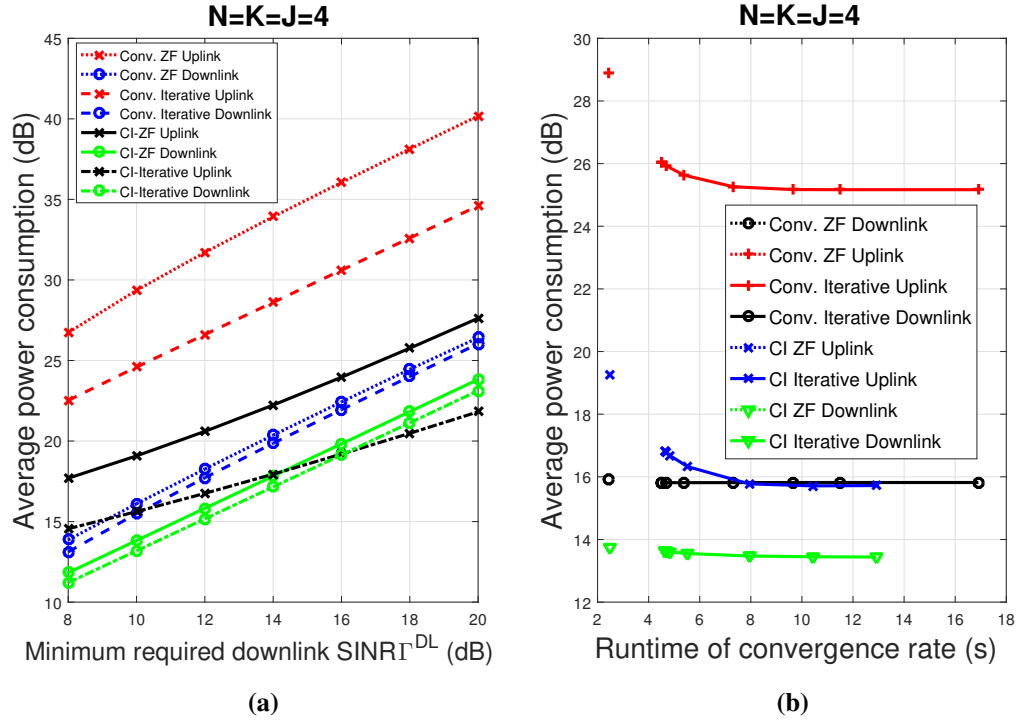 N=K=J=4
Average power consumption (dB)
45
40
35
30
25
20
15
10
Conv. ZF Uplink
Conv. ZF Downlink
Conv. Iterative Uplink
Conv. Iterative Downlink
CI-ZF Uplink
CI-ZF Downlink
CI-Iterative Uplink
CI-Iterative Downlink
8 10 12 14 16 18 20
Minimum required downlink SINRΓ^DL (dB)
(a)
N=K=J=4
Average power consumption (dB)
30
28
26
24
22
20
18
16
14
12
Conv. ZF Downlink
Conv. ZF Uplink
Conv. Iterative Uplink
Conv. Iterative Downlink
CI ZF Uplink
CI Iterative Uplink
CI ZF Downlink
CI Iterative Downlink
2 4 6 8 10 12 14 16 18
Runtime of convergence rate (s)
(b)